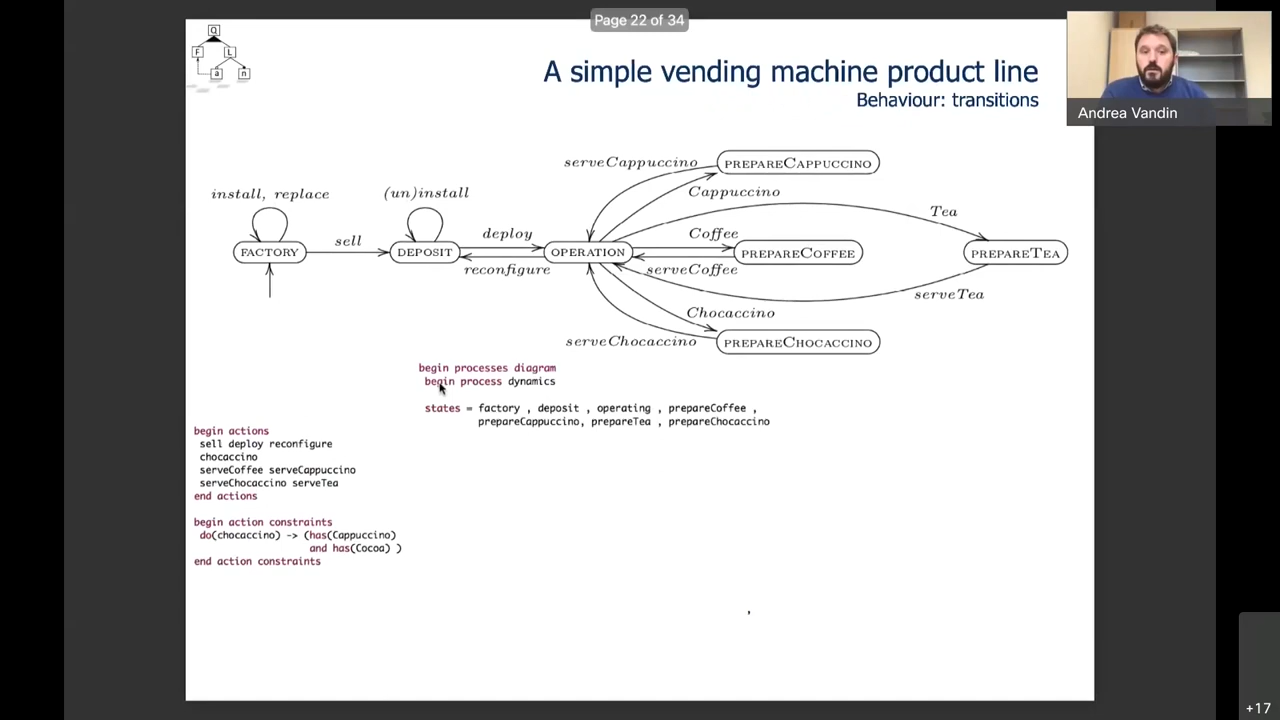 Page 22 of 34
Q
F L
a n
A simple vending machine product line
Behaviour: transitions
Andrea Vandin
serveCappuccino
PREPARECAPPUCCINO
Cappuccino
install, replace
(un)install
Tea
sell
deploy
Coffee
FACTORY
DEPOSIT
OPERATION
PREPARECOFFEE
PREPARETEA
reconfigure
serveCoffee
serveTea
Chocaccino
serveChocaccino
PREPARECHOCACCINO
begin processes diagram
begin process dynamics
states = factory , deposit , operating , prepareCoffee ,
prepareCappuccino, prepareTea , prepareChocaccino
begin actions
sell deploy reconfigure
chocaccino
serveCoffee serveCappuccino
serveChocaccino serveTea
end actions
begin action constraints
do(chocaccino) -> (has(Cappuccino)
and has(Cocoa) )
end action constraints
,
+17